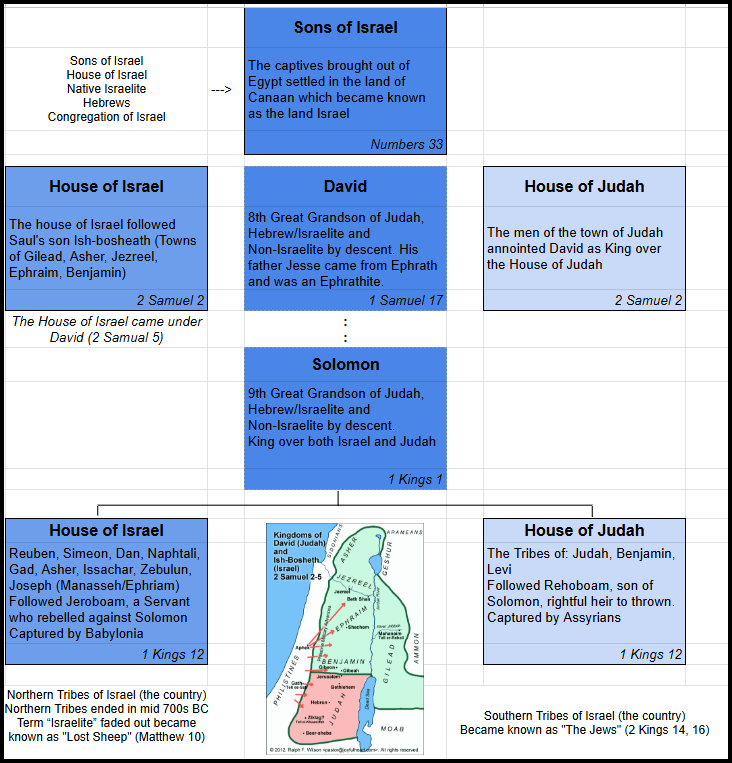 Sons of Israel
Sons of Israel
House of Israel
Native Israelite
Hebrews
Congregation of Israel
--->
The captives brought out of
Egypt settled in the land of
Canaan which became known
as the land Israel
Numbers 33
House of Israel
The house of Israel followed
Saul's son Ish-bosheath (Towns
of Gilead, Asher, Jezreel,
Ephraim, Benjamin)
2 Samuel 2
The House of Israel came under
David (2 Samual 5)
David
8th Great Grandson of Judah,
Hebrew/Israelite and
Non-Israelite by descent. His
father Jesse came from Ephrath
and was an Ephrathite.
1 Samuel 17
:
:
House of Judah
The men of the town of Judah
annointed David as King over
the House of Judah
2 Samuel 2
Solomon
9th Great Grandson of Judah,
Hebrew/Israelite and
Non-Israelite by descent.
King over both Israel and Judah
1 Kings 1
House of Israel
Reuben, Simeon, Dan, Naphtali,
Gad, Asher, Issachar, Zebulun,
Joseph (Manasseh/Ephriam)
Followed Jeroboam, a Servant
who rebelled against Solomon
Captured by Babylonia
1 Kings 12
Northern Tribes of Israel (the country)
Northern Tribes ended in mid 700s BC
Term “Israelite” faded out became
known as "Lost Sheep" (Matthew 10)
Kingdoms of
David (Judah)
and
Ish-Bosheth
(Israel)
2 Samuel 2-5
SIDONIANS
ARAMEANS
ASHER
GESHUR
JEZREEL
Jezreel
Beth Shan
EPHRAIM
Shechem
Mahanaim
Aphek
GILEAD
AMMON
BENJAMIN
Gibeon
Gibeah
PHILISTINES
Gath
Jerusalem
Bethlehem
Hebron
JUDAH
Dead Sea
Ziklag?
Beer-sheba
MOAB
© 2012, Ralph F. Wilson <pastor@joyfulheart.com>. All rights reserved.
House of Judah
The Tribes of: Judah, Benjamin,
Levi
Followed Rehoboam, son of
Solomon, rightful heir to thrown.
Captured by Assyrians
1 Kings 12
Southern Tribes of Israel (the country)
Became known as "The Jews" (2 Kings 14, 16)